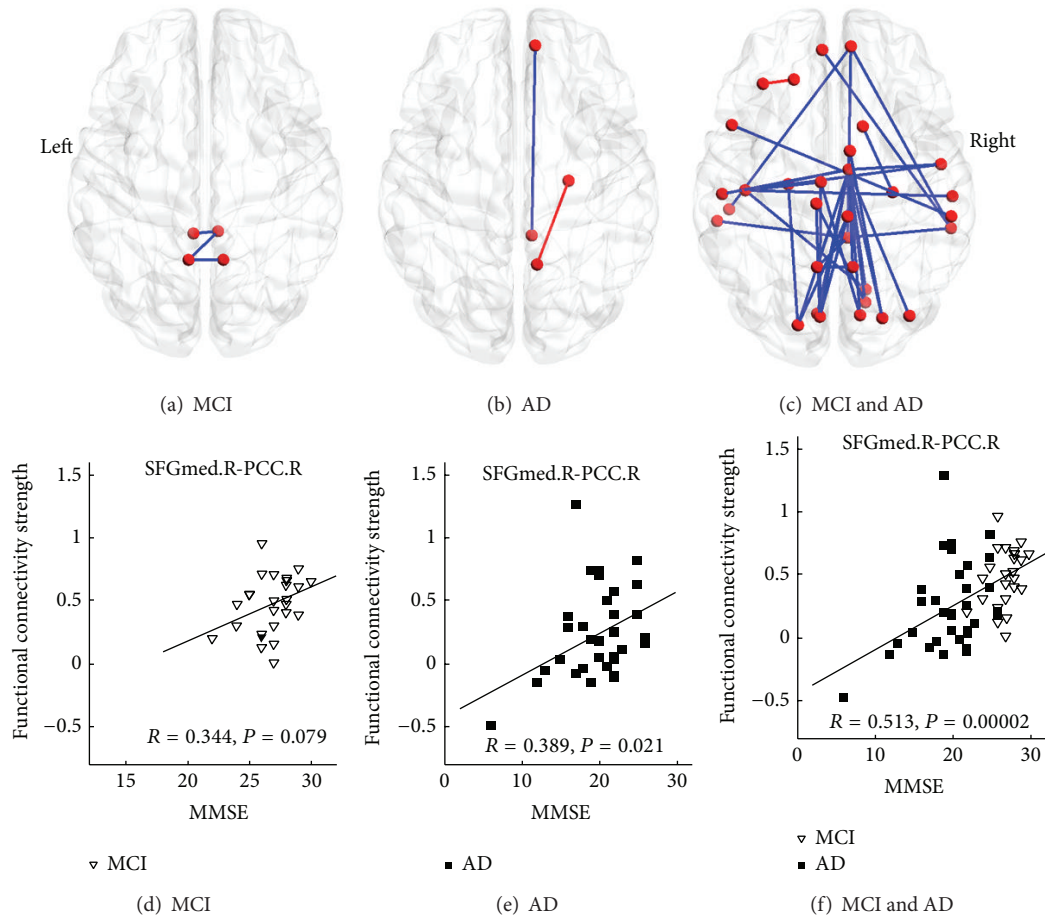 Left
Right
(a) MCI
(b) AD
(c) MCI and AD
SFGmed.R-PCC.R
Functional connectivity strength
1.5
1
0.5
0
−0.5
R = 0.344, P = 0.079
15
20
25
30
MMSE
MCI
(d) MCI
SFGmed.R-PCC.R
Functional connectivity strength
1.5
1
0.5
0
−0.5
R = 0.389, P = 0.021
0
10
20
30
MMSE
AD
(e) AD
SFGmed.R-PCC.R
Functional connectivity strength
1.5
1
0.5
0
−0.5
R = 0.513, P = 0.00002
0
10
20
30
MMSE
MCI
AD
(f) MCI and AD